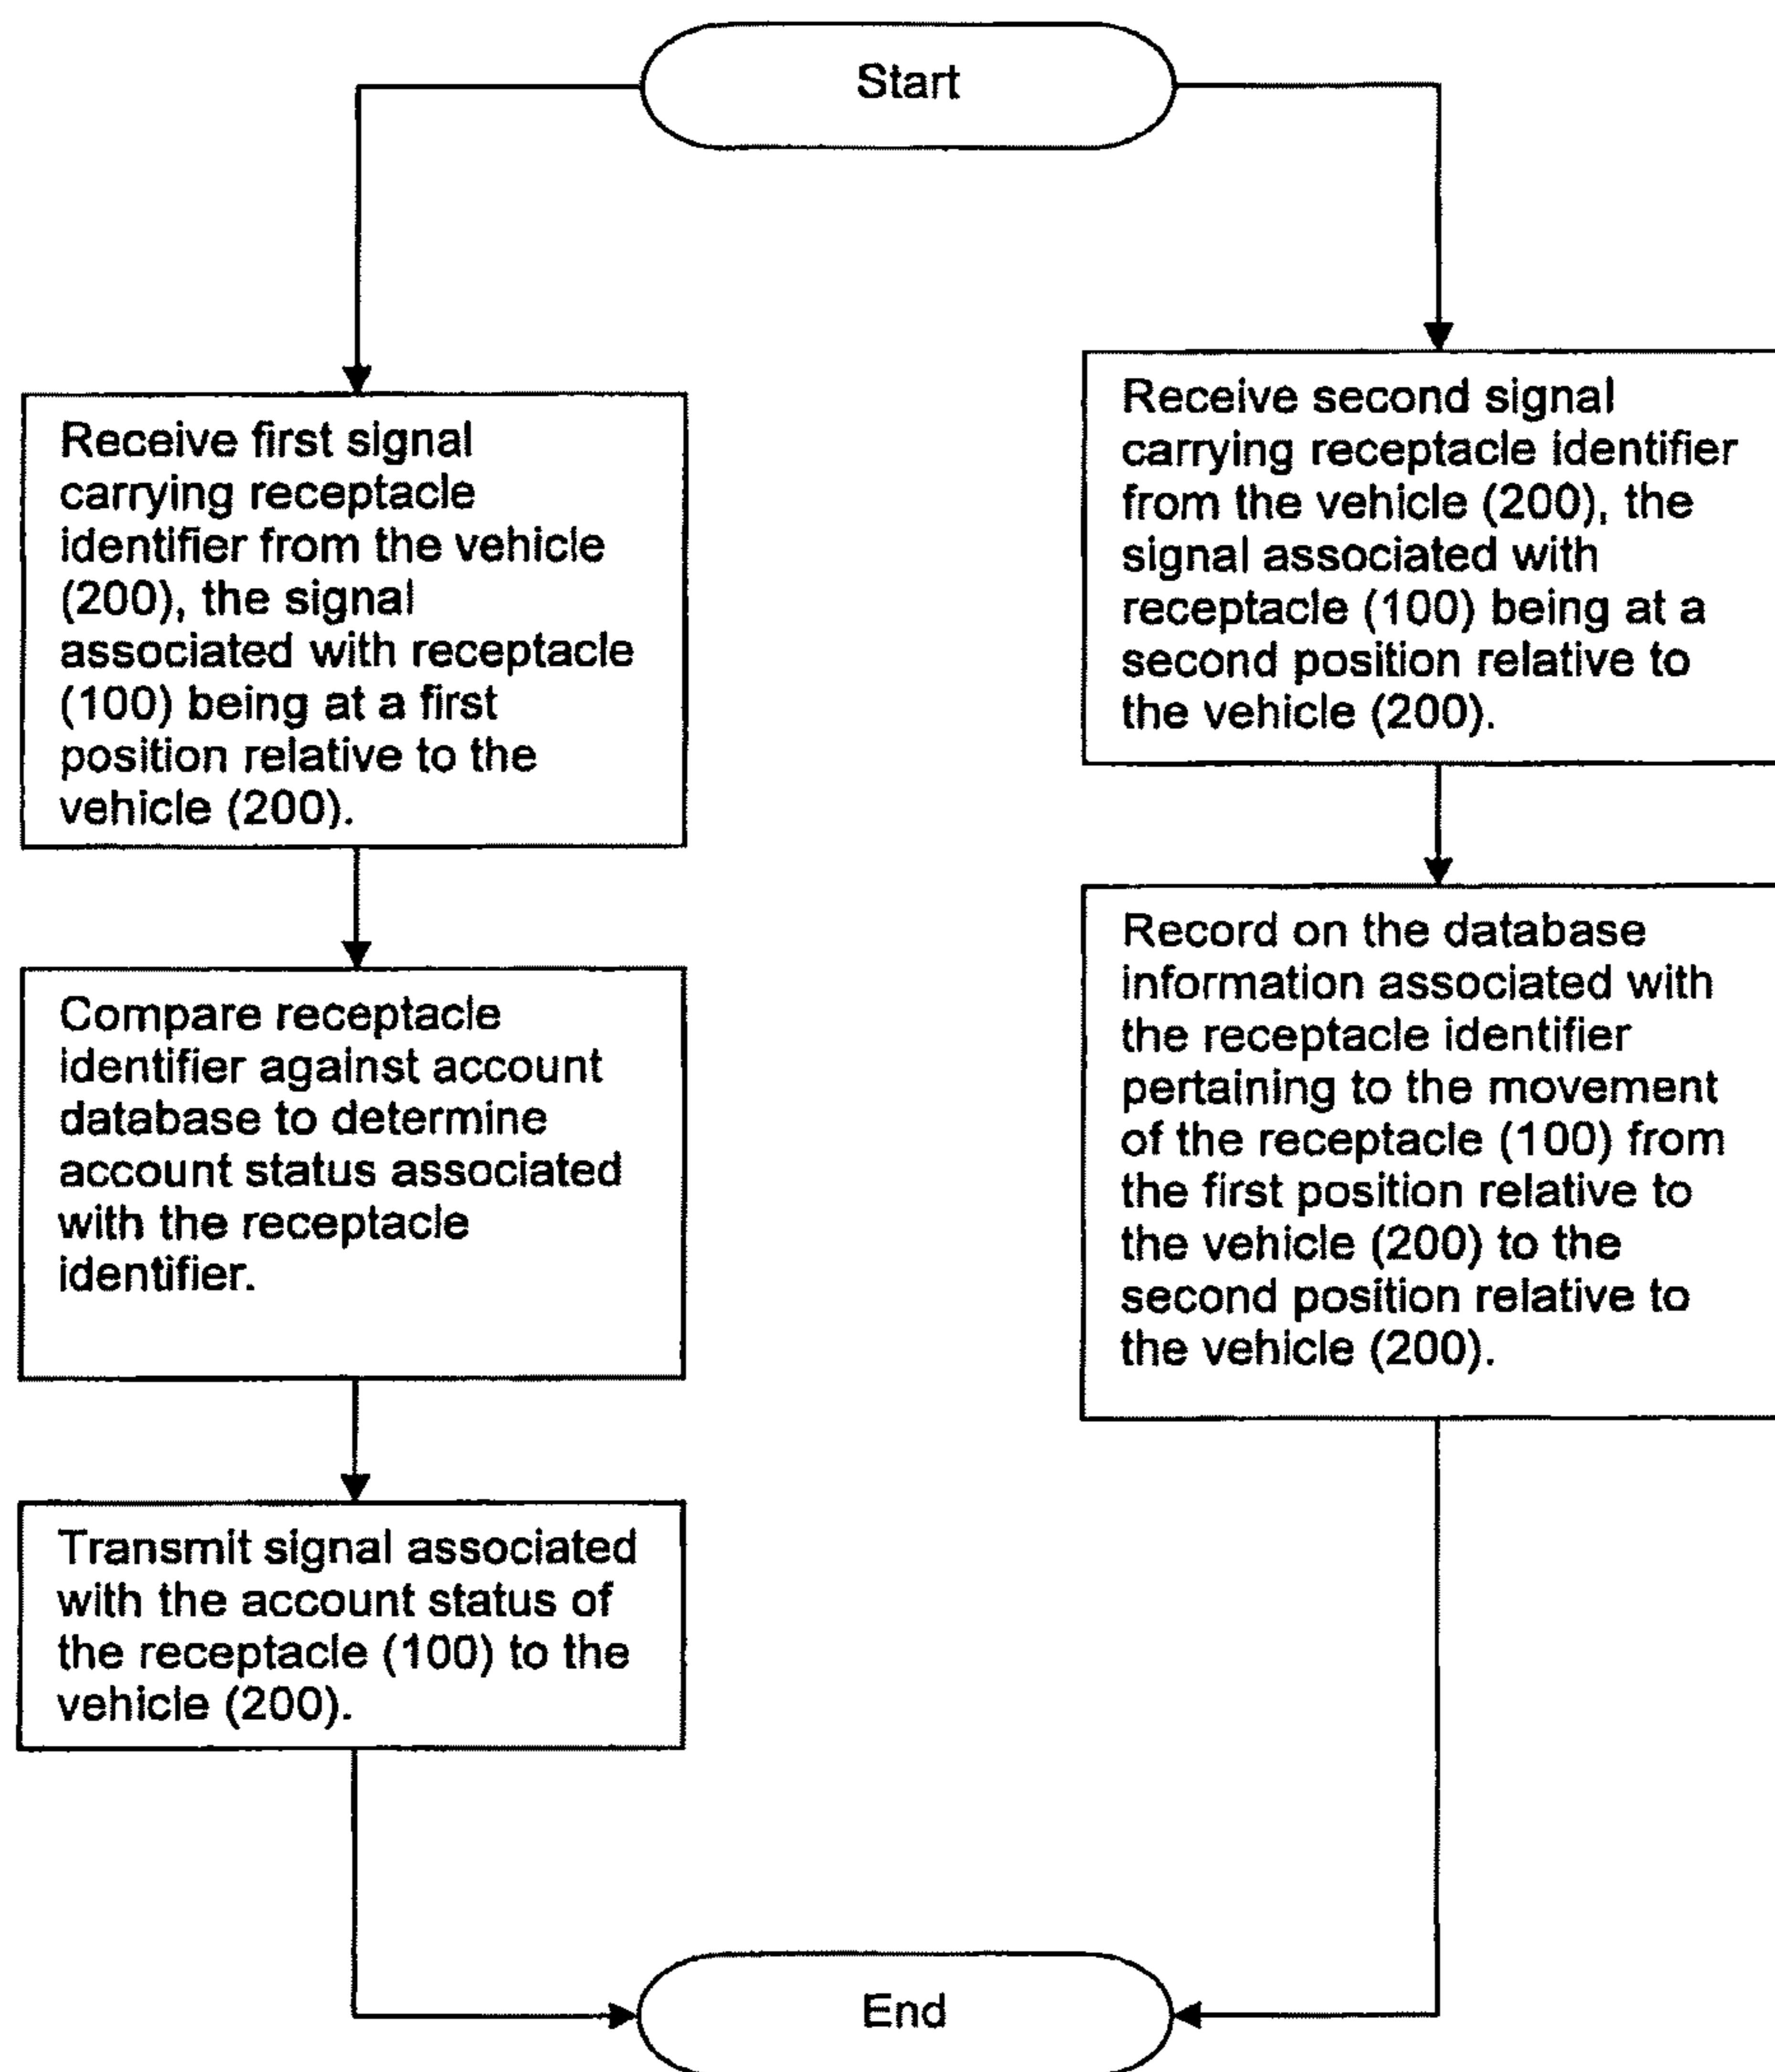 Start
Receive first signal
carrying receptacle
identifier from the vehicle
(200), the signal
associated with receptacle
(100) being at a first
position relative to the
vehicle (200).
Compare receptacle
identifier against account
database to determine
account status associated
with the receptacle
identifier.
Transmit signal associated
with the account status of
the receptacle (100) to the
vehicle (200).
Receive second signal
carrying receptacle identifier
from the vehicle (200), the
signal associated with
receptacle (100) being at a
second position relative to
the vehicle (200).
Record on the database
information associated with
the receptacle identifier
pertaining to the movement
of the receptacle (100) from
the first position relative to
the vehicle (200) to the
second position relative to
the vehicle (200).
End